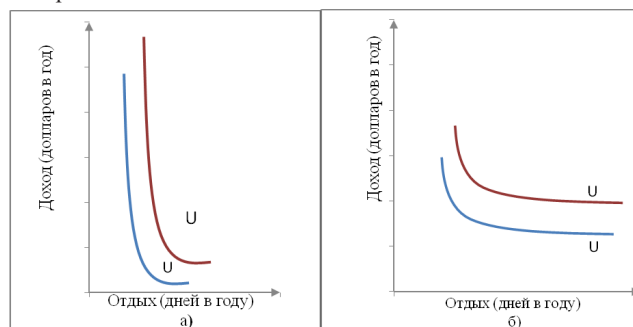 Доход (долларов в год)
U
U
Отдых (дней в году)
а)
Доход (долларов в год)
U
U
Отдых (дней в году)
б)